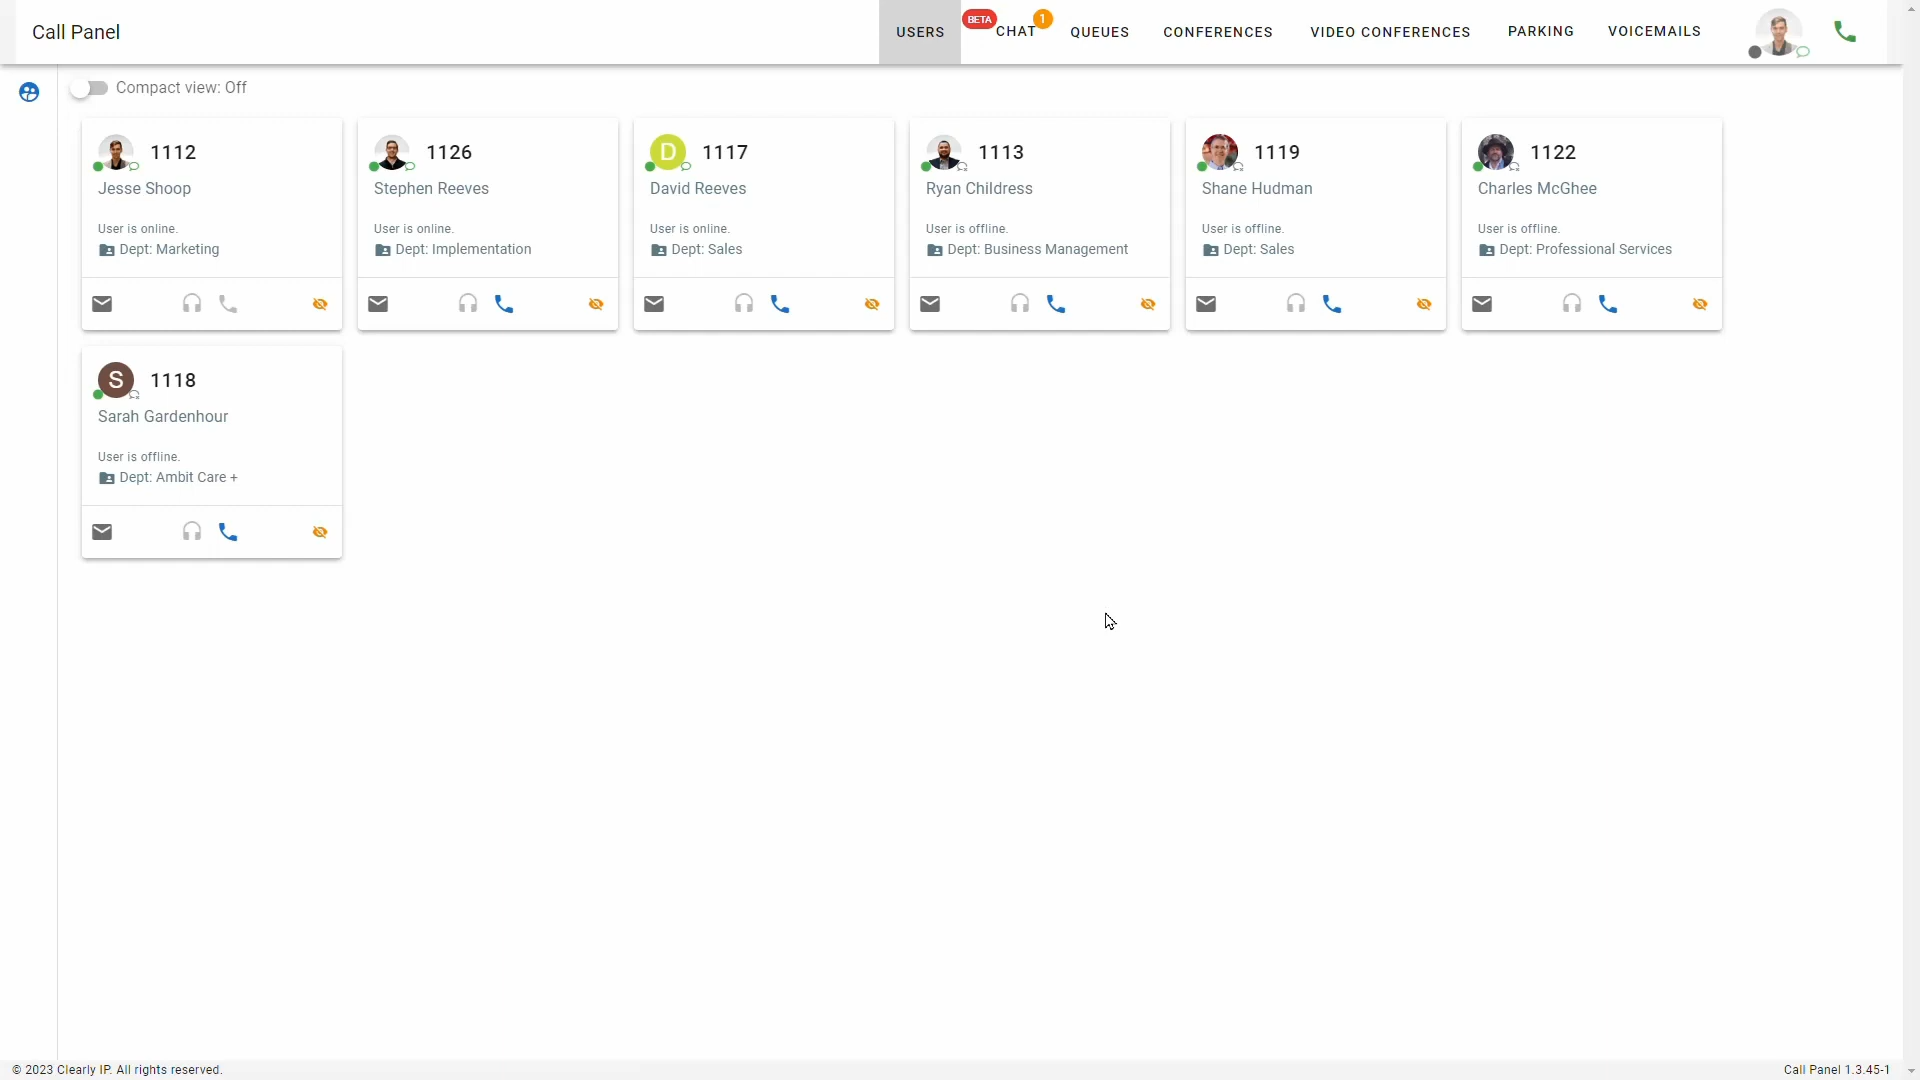 Call Panel
USERS
BETA
CHAT
1
QUEUES
CONFERENCES
VIDEO CONFERENCES
PARKING
VOICEMAILS
Compact view: Off
1112
Jesse Shoop
User is online.
Dept: Marketing
1126
Stephen Reeves
User is online.
Dept: Implementation
D
1117
David Reeves
User is online.
Dept: Sales
1113
Ryan Childress
User is offline.
Dept: Business Management
1119
Shane Hudman
User is offline.
Dept: Sales
1122
Charles McGhee
User is offline.
Dept: Professional Services
S
1118
Sarah Gardenhour
User is offline.
Dept: Ambit Care +
© 2023 Clearly IP. All rights reserved.
Call Panel 1.3.45-1